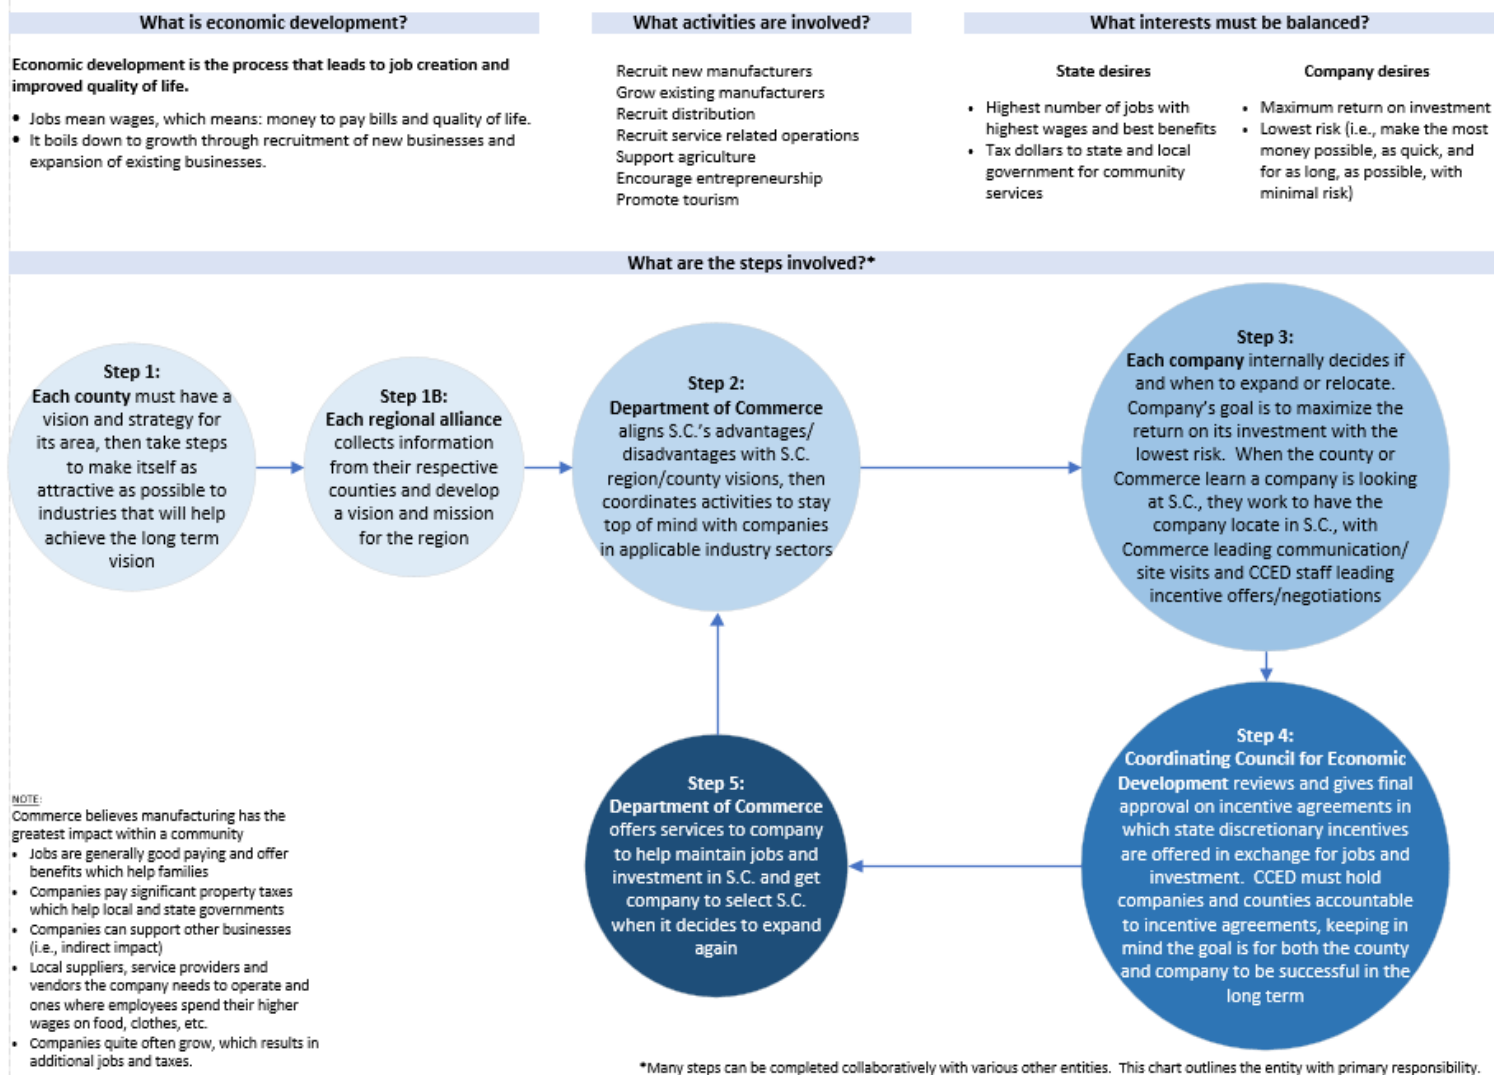 What is economic development?
Economic development is the process that leads to job creation and
improved quality of life.
• Jobs mean wages, which means: money to pay bills and quality of life.
• It boils down to growth through recruitment of new businesses and
expansion of existing businesses.
What activities are involved?
Recruit new manufacturers
Grow existing manufacturers
Recruit distribution
Recruit service related operations
Support agriculture
Encourage entrepreneurship
Promote tourism
What interests must be balanced?
State desires
• Highest number of jobs with
highest wages and best benefits
• Tax dollars to state and local
government for community
services
Company desires
• Maximum return on investment
• Lowest risk (i.e., make the most
money possible, as quick, and
for as long, as possible, with
minimal risk)
What are the steps involved?*
Step 1:
Each county must have a
vision and strategy for
its area, then take steps
to make itself as
attractive as possible to
industries that will help
achieve the long term
vision
Step 1B:
Each regional alliance
collects information
from their respective
counties and develop
a vision and mission
for the region
Step 2:
Department of Commerce
aligns S.C.'s advantages/
disadvantages with S.C.
region/county visions, then
coordinates activities to stay
top of mind with companies
in applicable industry sectors
Step 3:
Each company internally decides if
and when to expand or relocate.
Company's goal is to maximize the
return on its investment with the
lowest risk. When the county or
Commerce learn a company is looking
at S.C., they work to have the
company locate in S.C., with
Commerce leading communication/
site visits and CCED staff leading
incentive offers/negotiations
Step 4:
Coordinating Council for Economic
Development reviews and gives final
approval on incentive agreements in
which state discretionary incentives
are offered in exchange for jobs and
investment. CCED must hold
companies and counties accountable
to incentive agreements, keeping in
mind the goal is for both the county
and company to be successful in the
long term
Step 5:
Department of Commerce
offers services to company
to help maintain jobs and
investment in S.C. and get
company to select S.C.
when it decides to expand
again
NOTE:
Commerce believes manufacturing has the
greatest impact within a community
• Jobs are generally good paying and offer
benefits which help families
• Companies pay significant property taxes
which help local and state governments
• Companies can support other businesses
(i.e., indirect impact)
• Local suppliers, service providers and
vendors the company needs to operate and
ones where employees spend their higher
wages on food, clothes, etc.
• Companies quite often grow, which results in
additional jobs and taxes.
*Many steps can be completed collaboratively with various other entities. This chart outlines the entity with primary responsibility.